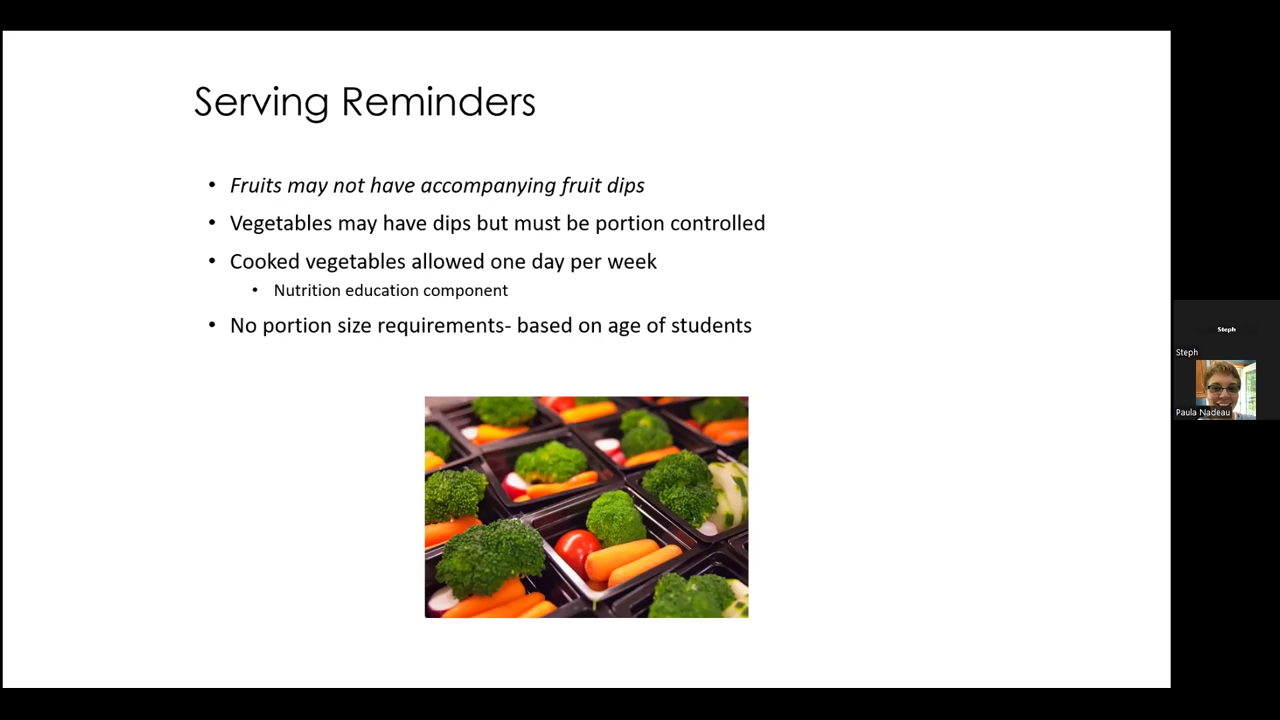 Serving Reminders
• Fruits may not have accompanying fruit dips
• Vegetables may have dips but must be portion controlled
• Cooked vegetables allowed one day per week
• Nutrition education component
• No portion size requirements- based on age of students
Steph
Steph
Paula Nadeau